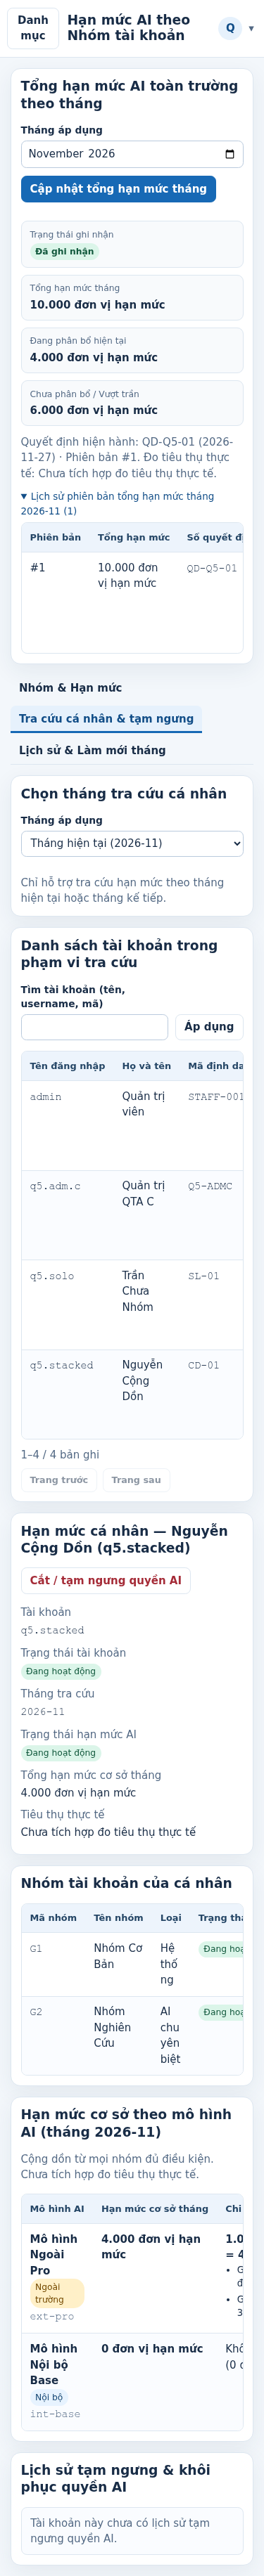 Danh
mục
Hạn mức AI theo
Nhóm tài khoản
Q
Tổng hạn mức AI toàn trường
theo tháng
Tháng áp dụng
November 2026
Cập nhật tổng hạn mức tháng
Trạng thái ghi nhận
Đã ghi nhận
Tổng hạn mức tháng
10.000 đơn vị hạn mức
Đang phân bổ hiện tại
4.000 đơn vị hạn mức
Chưa phân bổ / Vượt trần
6.000 đơn vị hạn mức
Quyết định hiện hành: QD-Q5-01 (2026-
11-27) · Phiên bản #1. Đo tiêu thụ thực
tế: Chưa tích hợp đo tiêu thụ thực tế.
▼ Lịch sử phiên bản tổng hạn mức tháng
2026-11 (1)
Phiên bản Tổng hạn mức Số quyết đị
#1 10.000 đơn QD-Q5-01
vị hạn mức
Nhóm & Hạn mức
Tra cứu cá nhân & tạm ngưng
Lịch sử & Làm mới tháng
Chọn tháng tra cứu cá nhân
Tháng áp dụng
Tháng hiện tại (2026-11)
Chỉ hỗ trợ tra cứu hạn mức theo tháng
hiện tại hoặc tháng kế tiếp.
Danh sách tài khoản trong
phạm vi tra cứu
Tìm tài khoản (tên,
username, mã)
Áp dụng
Tên đăng nhập Họ và tên Mã định da
admin Quản trị STAFF-001
viên
q5.adm.c Quản trị Q5-ADMC
QTA C
q5.solo Trần SL-01
Chưa
Nhóm
q5.stacked Nguyễn CD-01
Cộng
Dồn
1–4 / 4 bản ghi
Trang trước Trang sau
Hạn mức cá nhân — Nguyễn
Cộng Dồn (q5.stacked)
Cắt / tạm ngưng quyền AI
Tài khoản
q5.stacked
Trạng thái tài khoản
Đang hoạt động
Tháng tra cứu
2026-11
Trạng thái hạn mức AI
Đang hoạt động
Tổng hạn mức cơ sở tháng
4.000 đơn vị hạn mức
Tiêu thụ thực tế
Chưa tích hợp đo tiêu thụ thực tế
Nhóm tài khoản của cá nhân
Mã nhóm Tên nhóm Loại Trạng thá
G1 Nhóm Cơ Hệ Đang hoạ
Bản thố
ng
G2 Nhóm AI Đang hoạ
Nghiên chu
Cứu yên
biệt
Hạn mức cơ sở theo mô hình
AI (tháng 2026-11)
Cộng dồn từ mọi nhóm đủ điều kiện.
Chưa tích hợp đo tiêu thụ thực tế.
Mô hình AI Hạn mức cơ sở tháng Chi
Mô hình 4.000 đơn vị hạn 1.0
Ngoài mức = 4
Pro • G
Ngoài đ
trường • G
ext-pro 3
Mô hình 0 đơn vị hạn mức Khô
Nội bộ (0 đ
Base
Nội bộ
int-base
Lịch sử tạm ngưng & khôi
phục quyền AI
Tài khoản này chưa có lịch sử tạm
ngưng quyền AI.